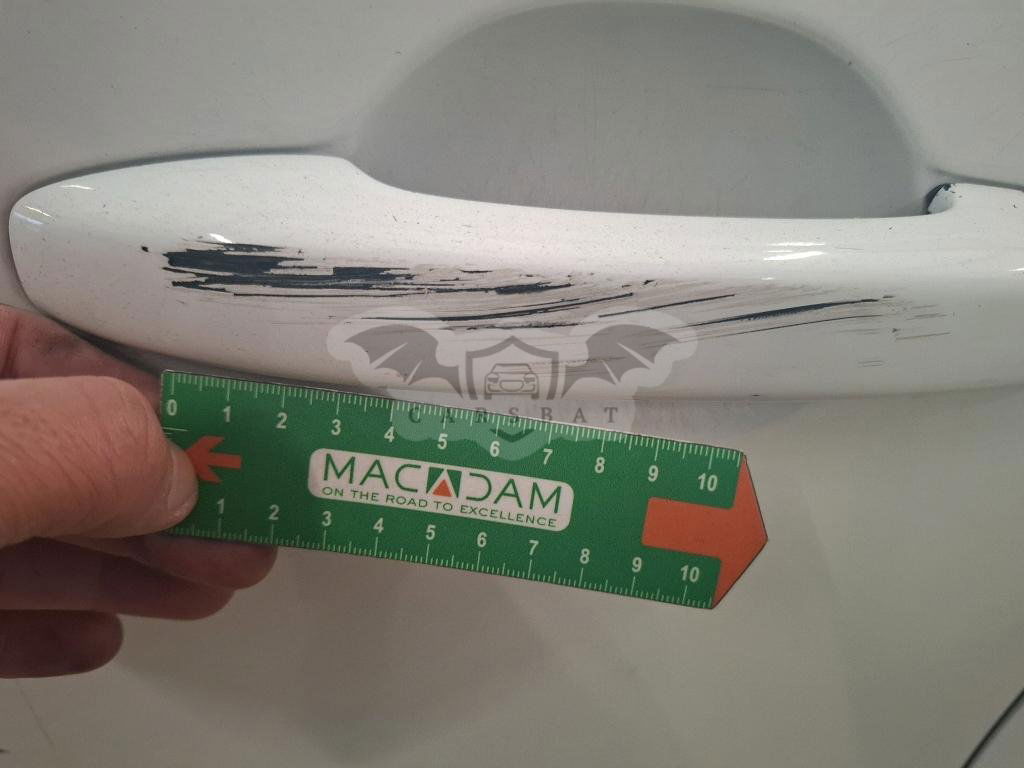 0 1 2 3 4 5 6 7 8 9 10
CARSBAT
MACADAM
ON THE ROAD TO EXCELLENCE
1 2 3 4 5 6 7 8 9 10